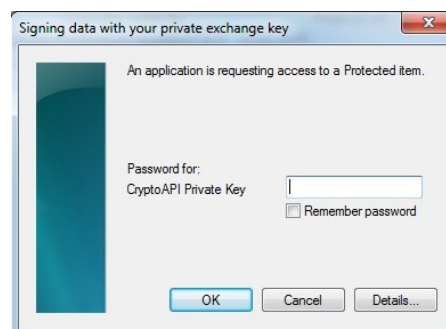 Signing data with your private exchange key
An application is requesting access to a Protected item.
Password for:
CryptoAPI Private Key
Remember password
OK
Cancel
Details...